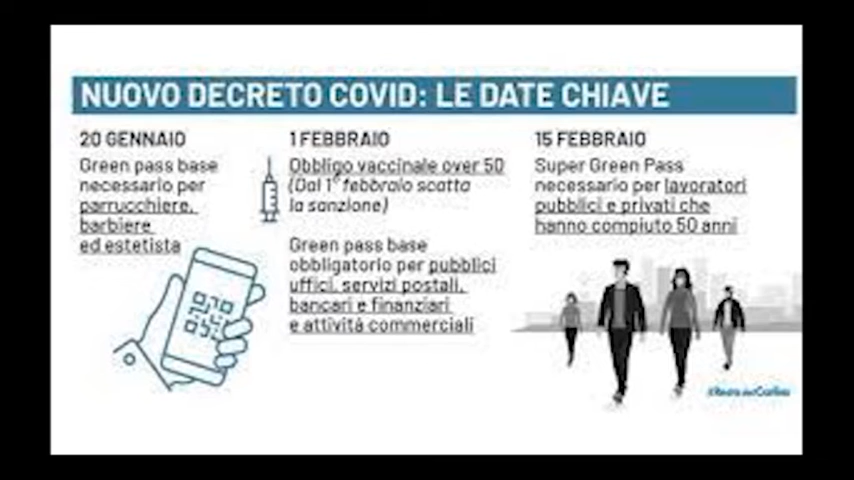 NUOVO DECRETO COVID: LE DATE CHIAVE
20 GENNAIO
Green pass base
necessario per
parrucchiere,
barbiere
ed estetista
1 FEBBRAIO
Obbligo vaccinale over 50
(Dal 1° febbraio scatta
la sanzione)
Green pass base
obbligatorio per pubblici
uffici, servizi postali,
bancari e finanziari
e attività commerciali
15 FEBBRAIO
Super Green Pass
necessario per lavoratori
pubblici e privati che
hanno compiuto 50 anni